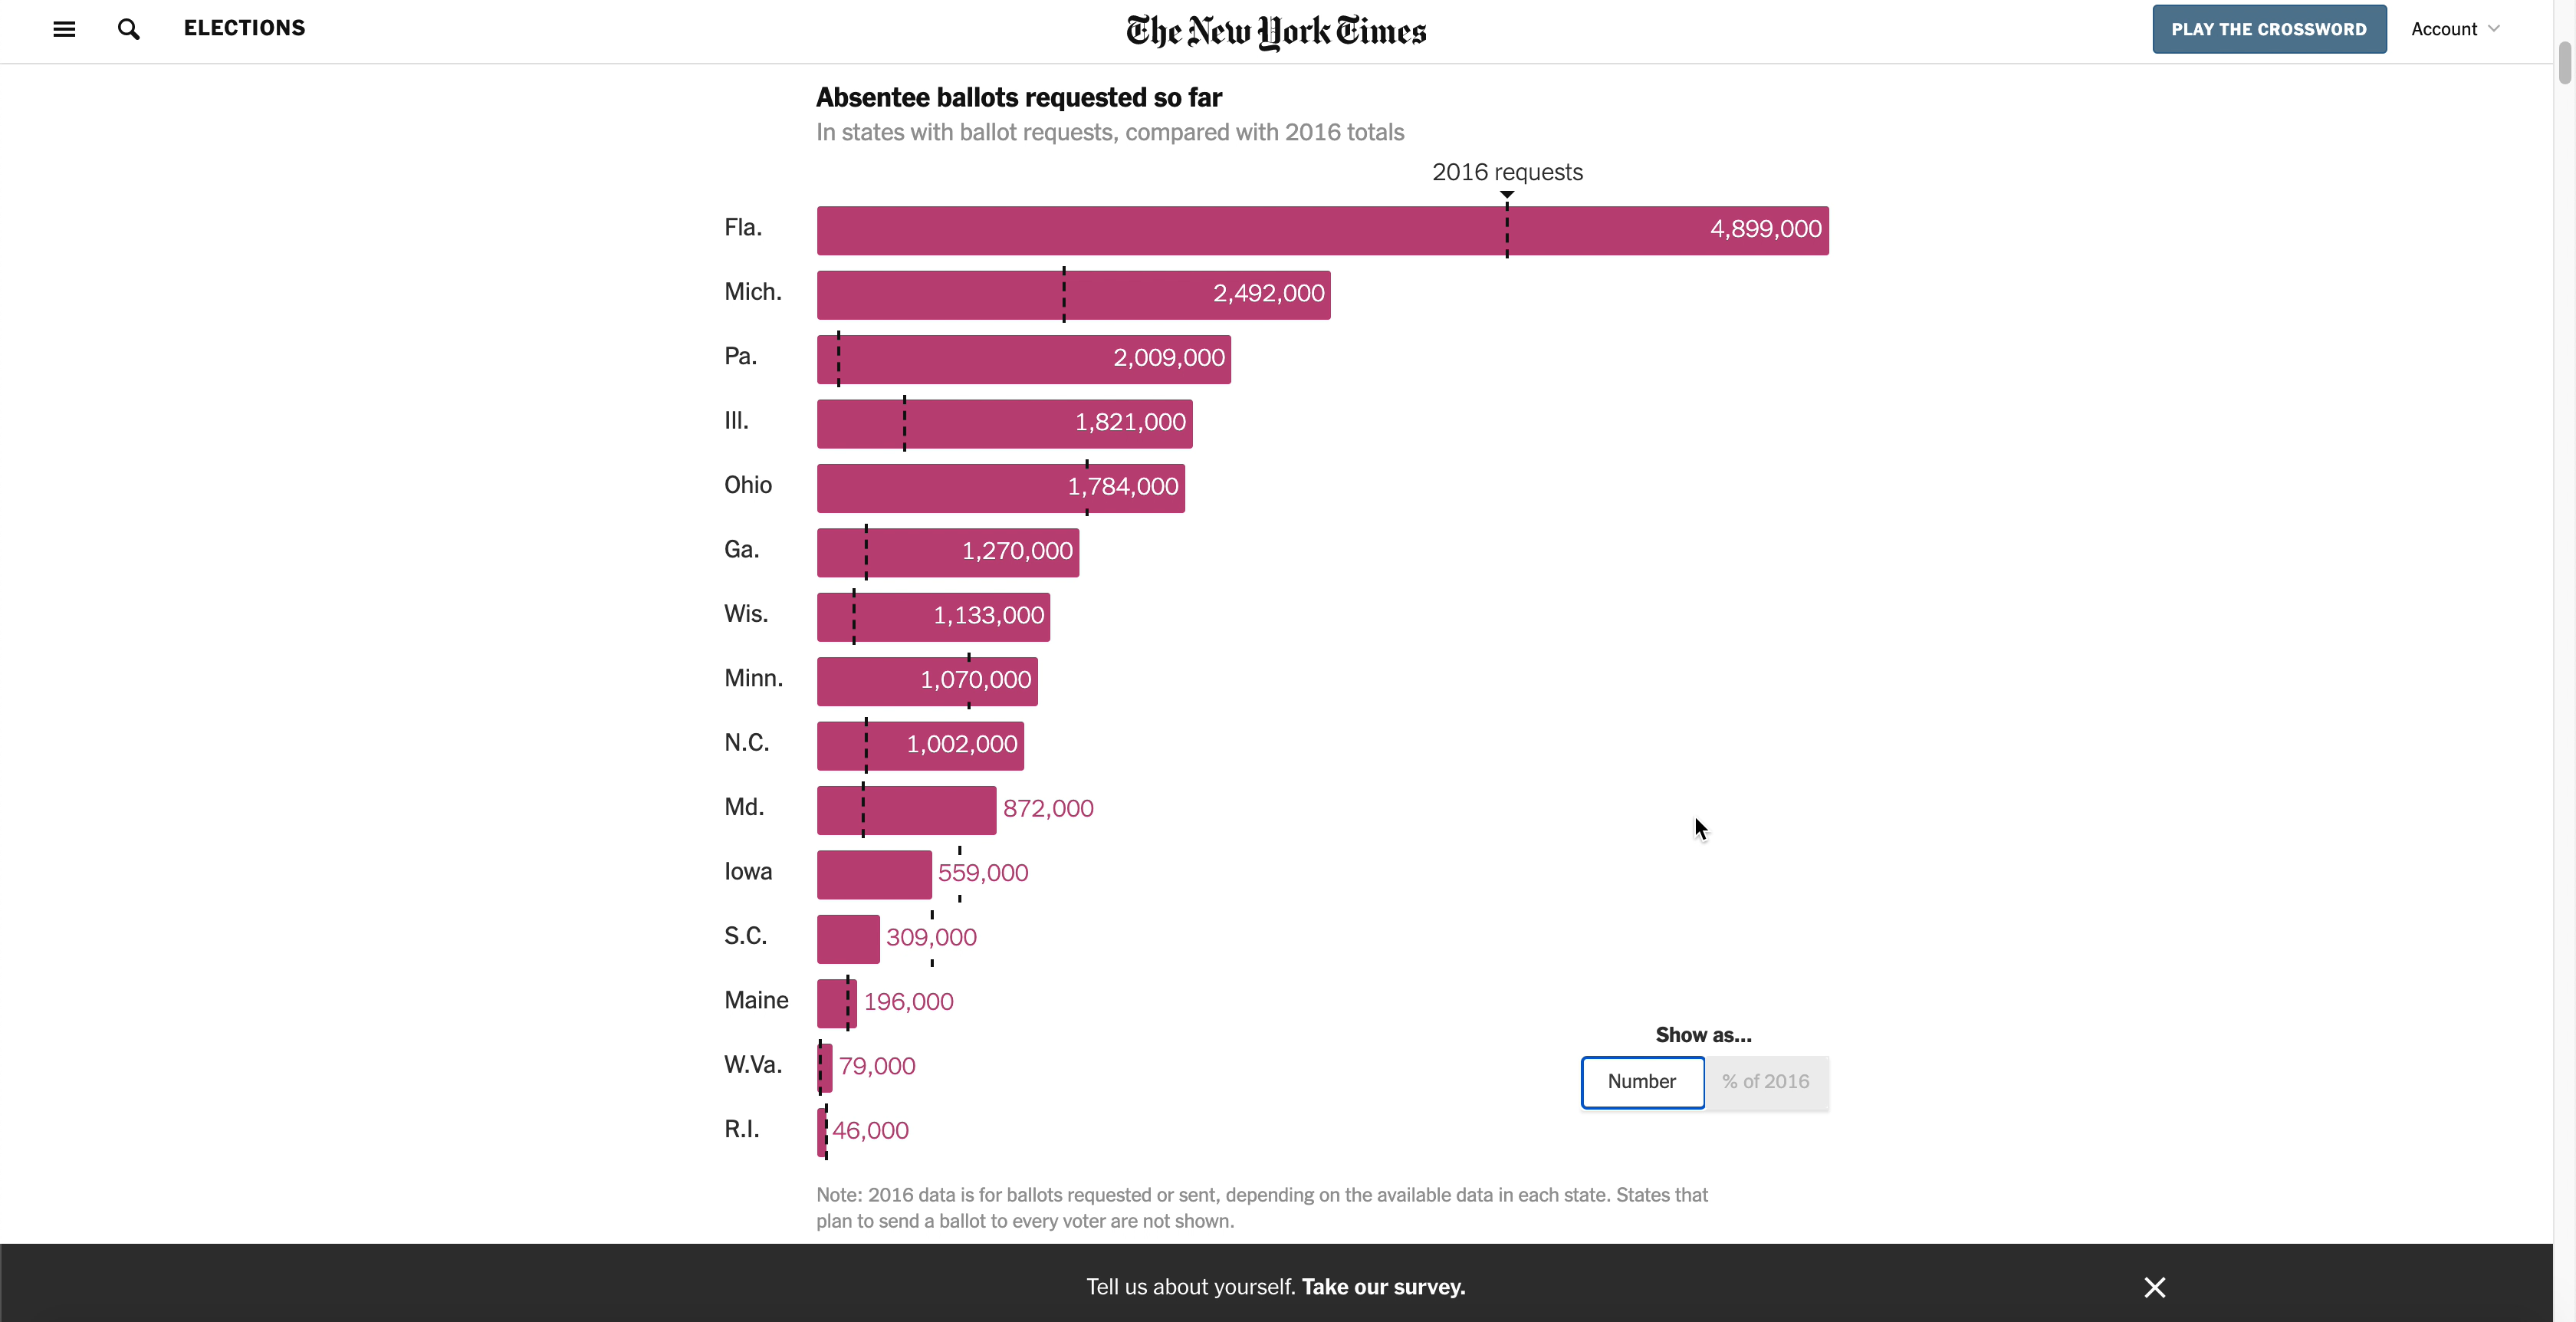 ELECTIONS
The New York Times
PLAY THE CROSSWORD
Account
Absentee ballots requested so far
In states with ballot requests, compared with 2016 totals
2016 requests
Fla. 4,899,000
Mich. 2,492,000
Pa. 2,009,000
Ill. 1,821,000
Ohio 1,784,000
Ga. 1,270,000
Wis. 1,133,000
Minn. 1,070,000
N.C. 1,002,000
Md. 872,000
Iowa 559,000
S.C. 309,000
Maine 196,000
W.Va. 79,000
R.I. 46,000
Show as...
Number % of 2016
Note: 2016 data is for ballots requested or sent, depending on the available data in each state. States that
plan to send a ballot to every voter are not shown.
Tell us about yourself. Take our survey.